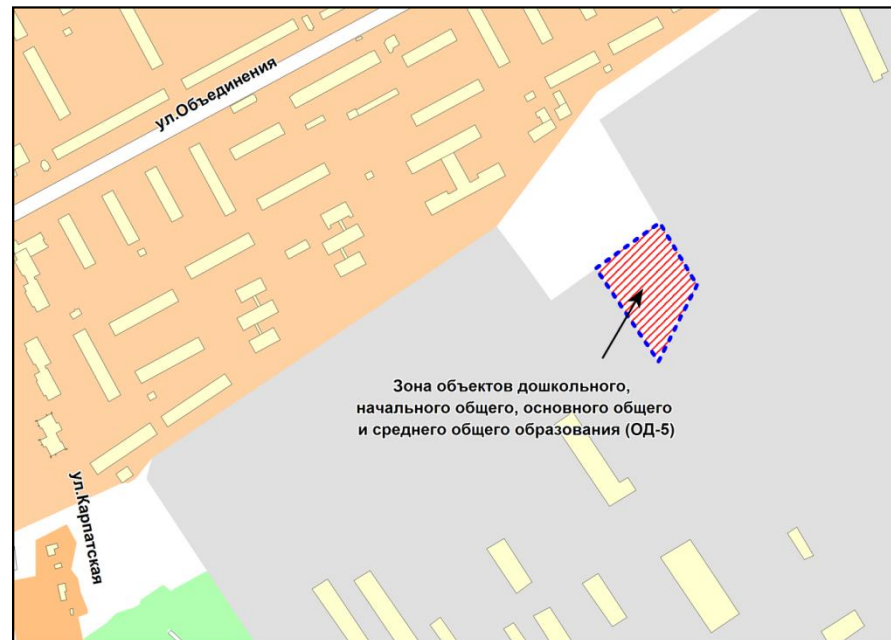 ул.Объединения
Зона объектов дошкольного,
начального общего, основного общего
и среднего общего образования (ОД-5)
ул.Карпатская